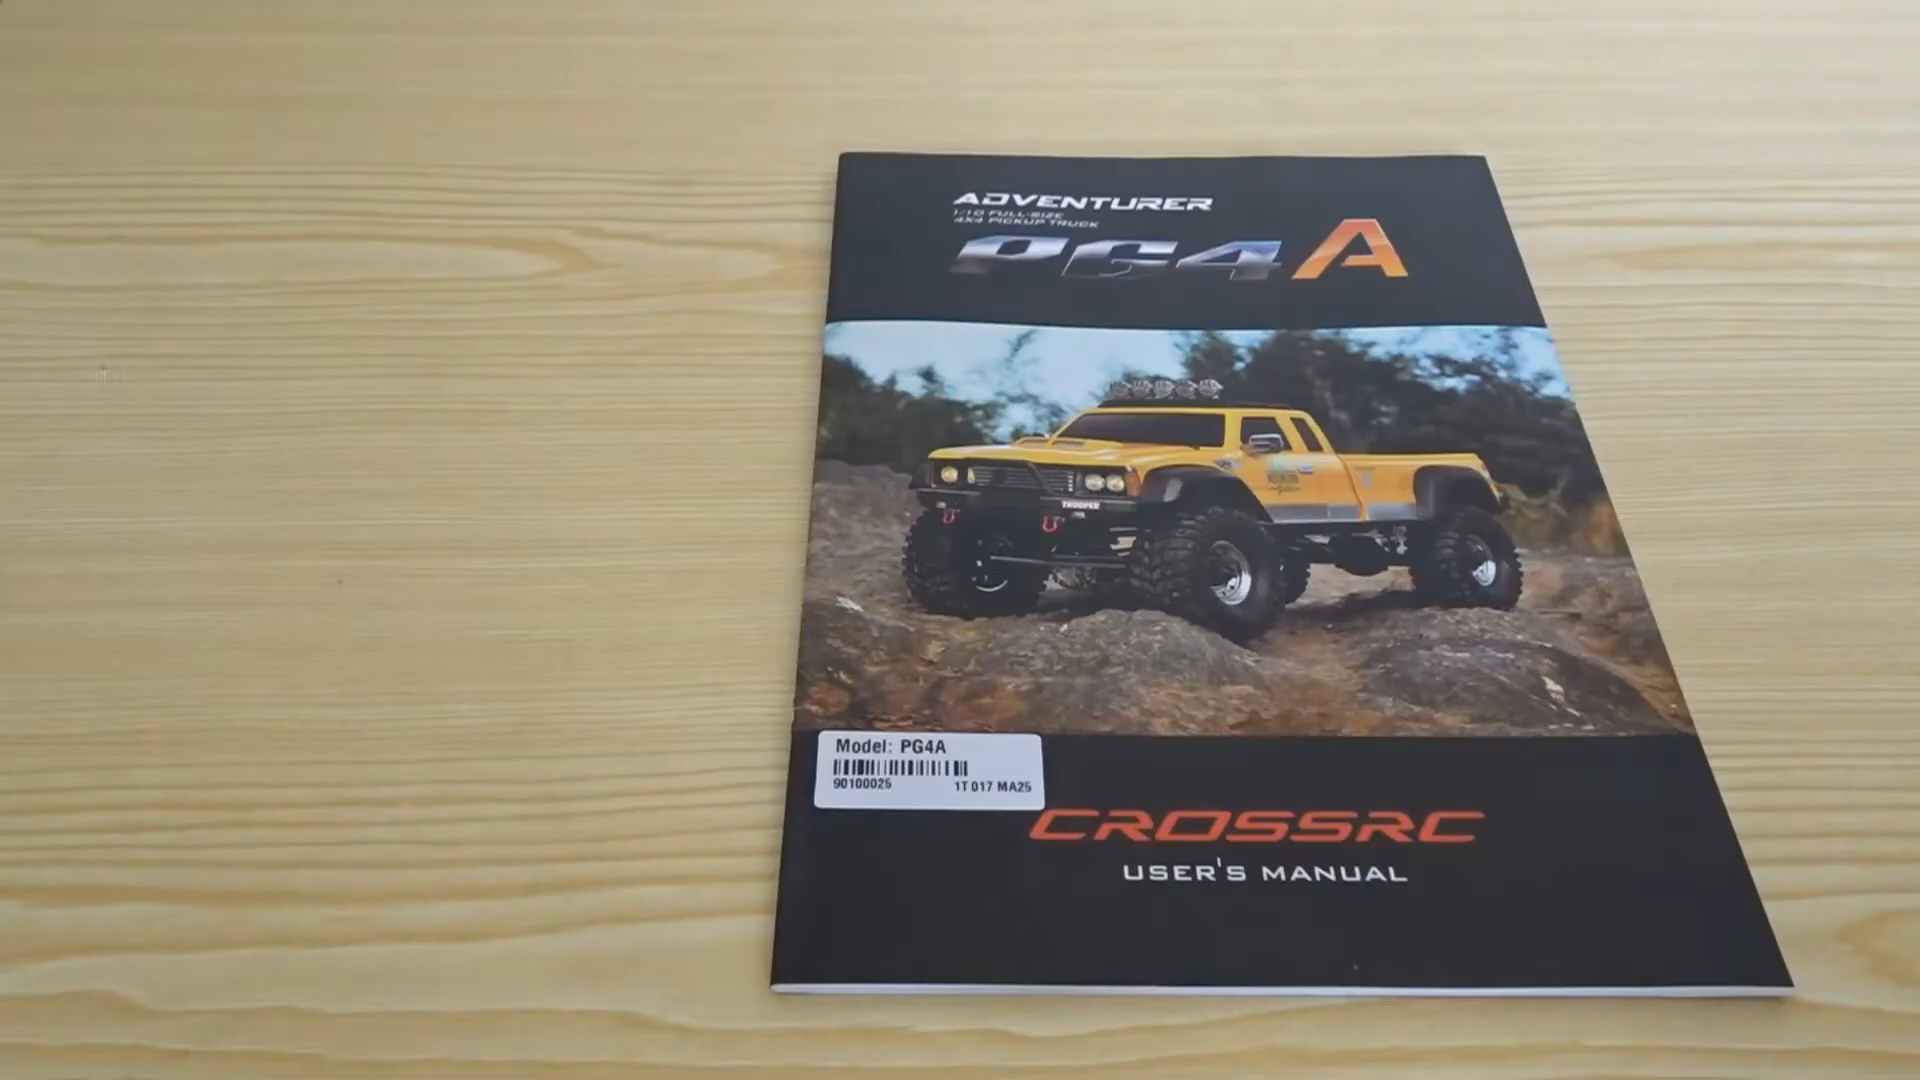 ADVENTURER
1:10 FULL-SIZE
4X4 PICKUP TRUCK
PG4A
TROOPER
Model: PG4A
90100025 1T 017 MA25
CROSSRC
USER'S MANUAL